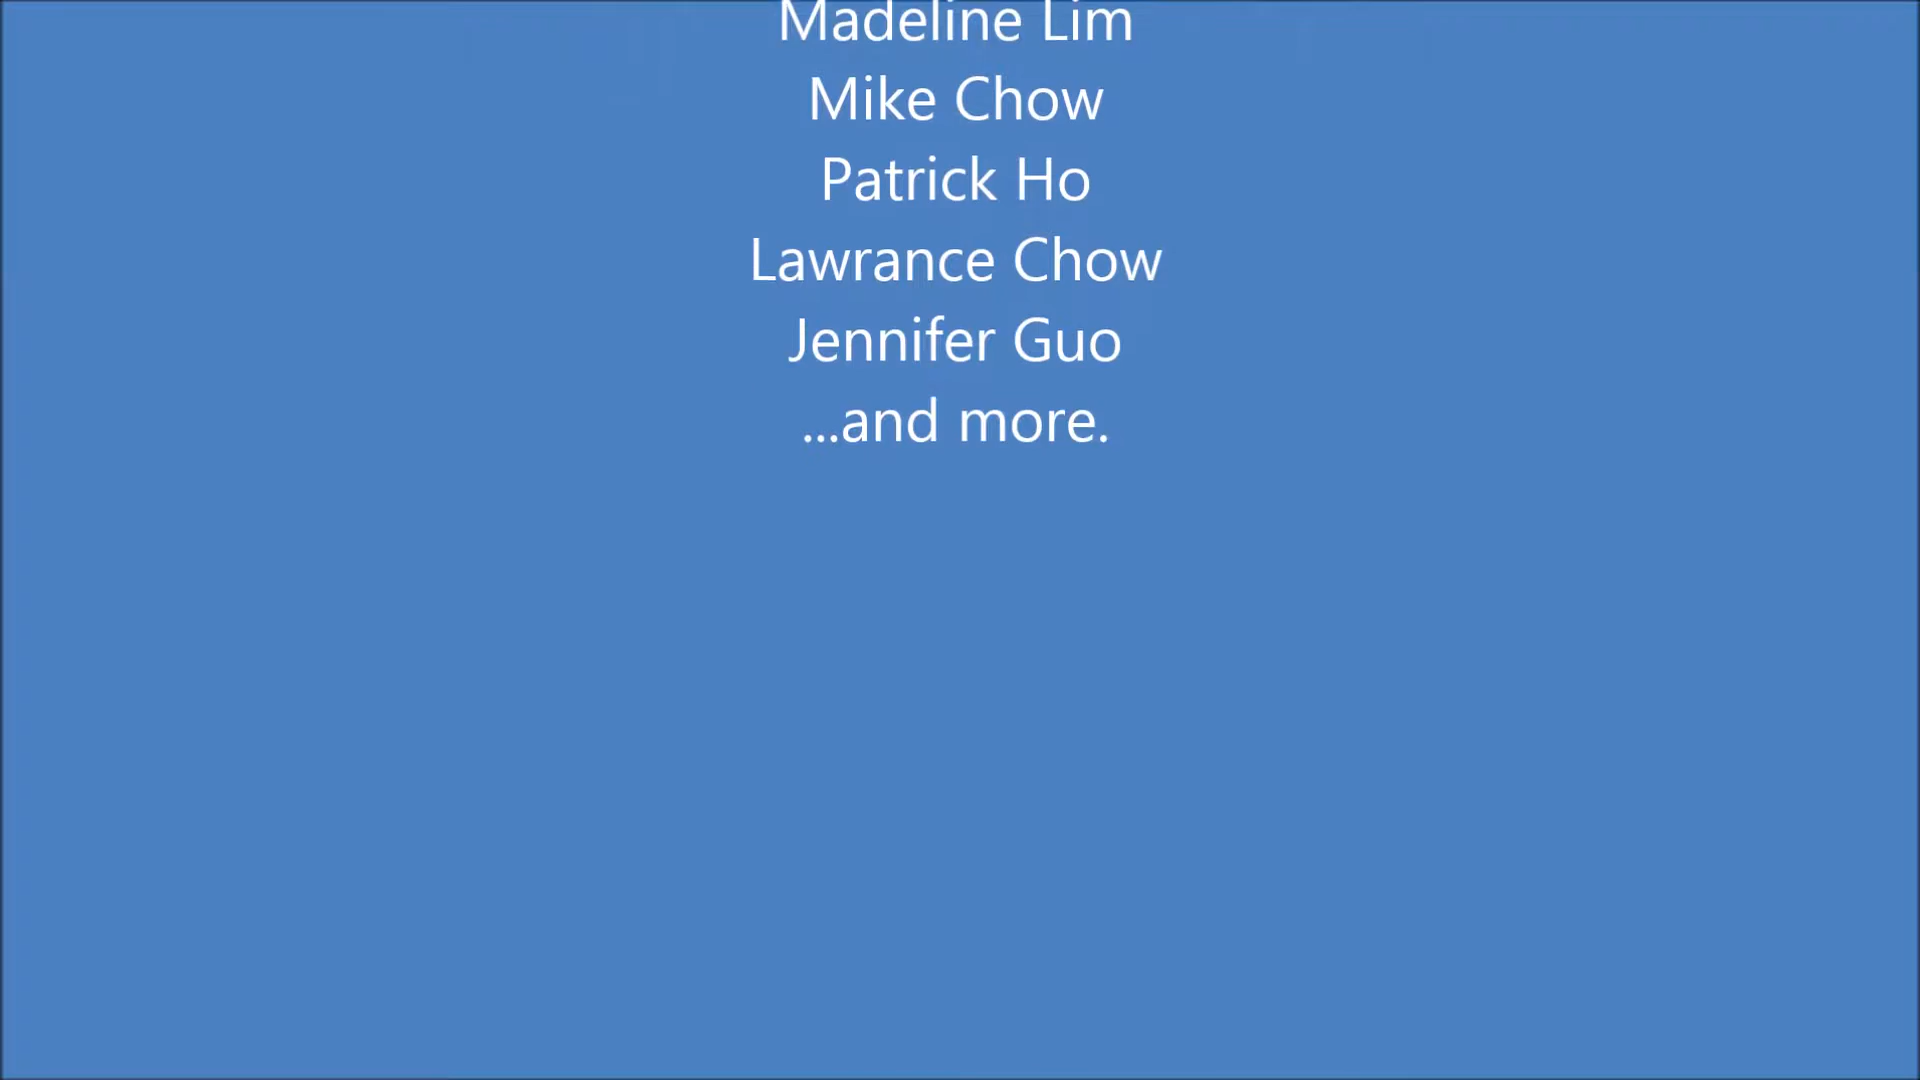 Madeline Lim
Mike Chow
Patrick Ho
Lawrance Chow
Jennifer Guo
...and more.